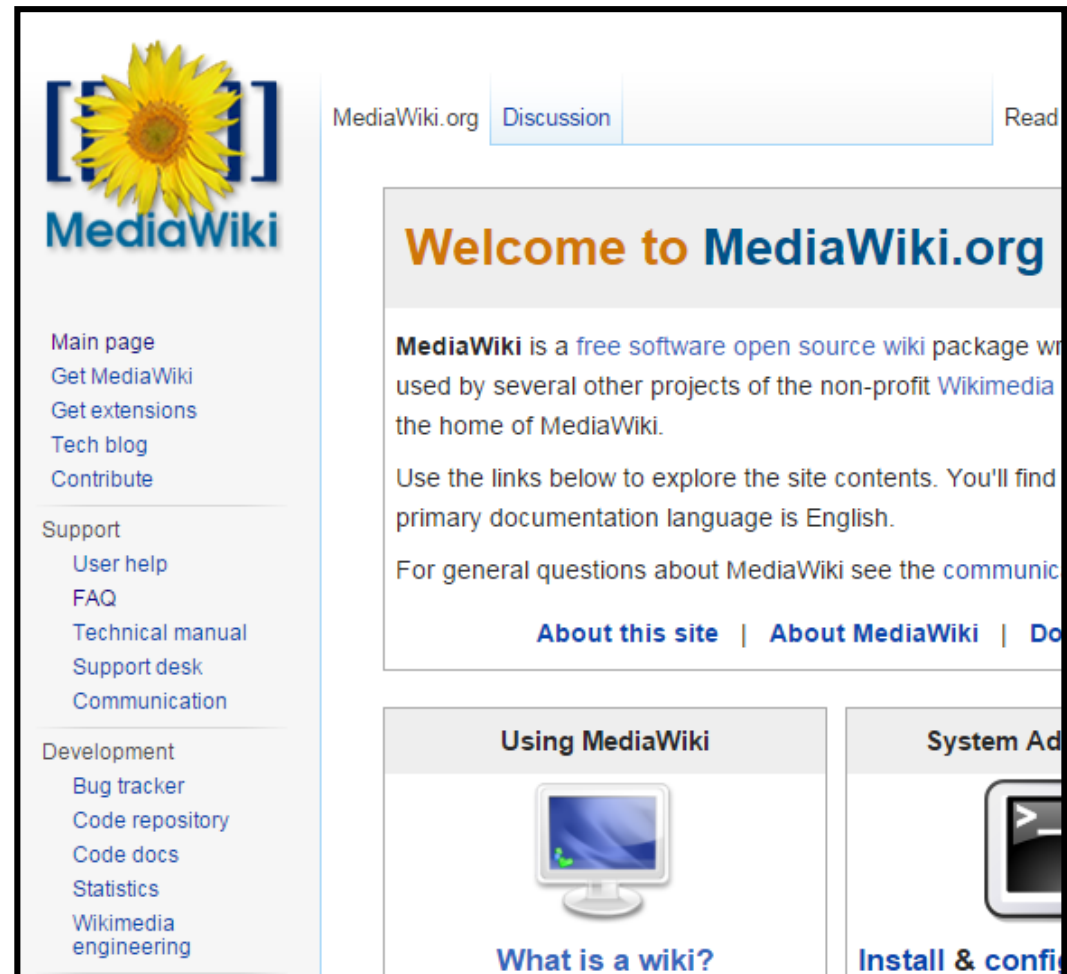 [[ ]]
MediaWiki
Main page
Get MediaWiki
Get extensions
Tech blog
Contribute
Support
User help
FAQ
Technical manual
Support desk
Communication
Development
Bug tracker
Code repository
Code docs
Statistics
Wikimedia
engineering
MediaWiki.org Discussion Read
Welcome to MediaWiki.org
MediaWiki is a free software open source wiki package
used by several other projects of the non-profit Wikimedia
the home of MediaWiki.
Use the links below to explore the site contents. You'll find
primary documentation language is English.
For general questions about MediaWiki see the
About this site | About MediaWiki |
Using MediaWiki
System
>_
What is a wiki?
Install &